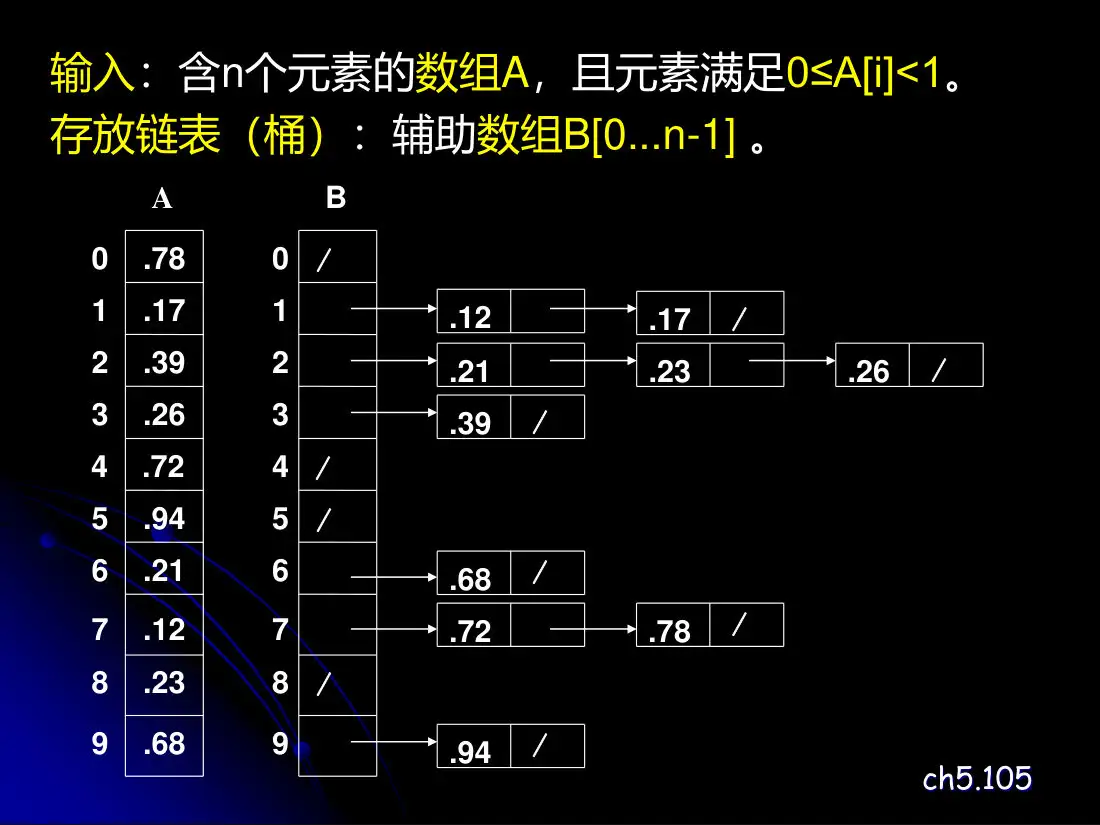 输入：含n个元素的数组A，且元素满足0≤A[i]<1。
存放链表（桶）：辅助数组B[0...n-1] 。
A B
0 .78 0 /
1 .17 1 .12 .17 /
2 .39 2 .21 .23 .26 /
3 .26 3 .39 /
4 .72 4 /
5 .94 5 /
6 .21 6 .68 /
7 .12 7 .72 .78 /
8 .23 8 /
9 .68 9 .94 /
ch5.105